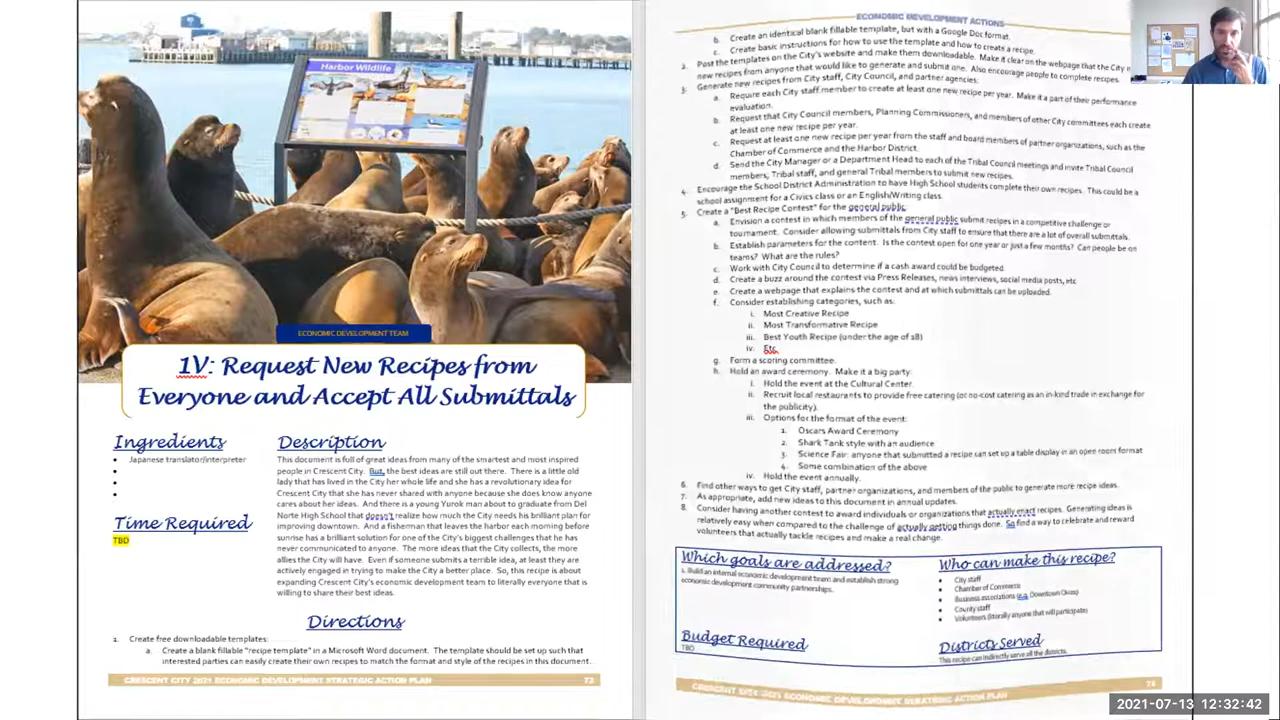 Harbor Wildlife
ECONOMIC DEVELOPMENT TEAM
1V: Request New Recipes from
Everyone and Accept All Submittals
Ingredients
• Japanese translator/interpreter
Time Required
TBD
Description
This document is full of great ideas from many of the smartest and most inspired
people in Crescent City. But, the best ideas are still out there. There is a little old
lady that has lived in the City her whole life and she has a revolutionary idea for
Crescent City that she has never shared with anyone because she does know anyone
cares about her ideas. And there is a young Yurok man about to graduate from Del
Norte High School that doesn't realize how much the City needs his brilliant plan for
improving downtown. And a fisherman that leaves the harbor each morning before
sunrise has a brilliant solution for one of the City's biggest challenges that he has
never communicated to anyone. The more ideas that the City collects, the more
allies the City will have. Even if someone submits a terrible idea, at least they are
actively engaged in trying to make the City a better place. So, this recipe is about
expanding Crescent City's economic development team to literally everyone that is
willing to share their best ideas.
Directions
1. Create free downloadable templates:
a. Create a blank fillable "recipe template" in a Microsoft Word document. The template should be set up such that
interested parties can easily create their own recipes to match the format and style of the recipes in this document.
CRESCENT CITY 2021 ECONOMIC DEVELOPMENT STRATEGIC ACTION PLAN 73
ECONOMIC DEVELOPMENT ACTIONS
b. Create an identical blank fillable template, but with a Google Doc format.
c. Create basic instructions for how to use the template and how to create a recipe.
2. Post the templates on the City's website and make them downloadable. Make it clear on the webpage that the City
new recipes from anyone that would like to generate and submit one. Also encourage people to complete recipes.
3. Generate new recipes from City staff, City Council, and partner agencies:
a. Require each City staff member to create at least one new recipe per year. Make it a part of their performance
evaluation.
b. Request that City Council members, Planning Commissioners, and members of other City committees each create
at least one new recipe per year.
c. Request at least one new recipe per year from the staff and board members of partner organizations, such as the
Chamber of Commerce and the Harbor District.
d. Send the City Manager or a Department Head to each of the Tribal Council meetings and invite Tribal Council
members, Tribal staff, and general Tribal members to submit new recipes.
4. Encourage the School District Administration to have High School students complete their own recipes. This could be a
school assignment for a Civics class or an English/Writing class.
5. Create a "Best Recipe Contest" for the general public.
a. Envision a contest in which members of the general public submit recipes in a competitive challenge or
tournament. Consider allowing submittals from City staff to ensure that there are a lot of overall submittals.
b. Establish parameters for the content. Is the contest open for one year or just a few months? Can people be on
teams? What are the rules?
c. Work with City Council to determine if a cash award could be budgeted.
d. Create a buzz around the contest via Press Releases, news interviews, social media posts, etc
e. Create a webpage that explains the contest and at which submittals can be uploaded.
f. Consider establishing categories, such as:
i. Most Creative Recipe
ii. Most Transformative Recipe
iii. Best Youth Recipe (under the age of 18)
iv. Etc.
g. Form a scoring committee.
h. Hold an award ceremony. Make it a big party:
i. Hold the event at the Cultural Center.
ii. Recruit local restaurants to provide free catering (or no-cost catering as an in-kind trade in exchange for
the publicity).
iii. Options for the format of the event:
1. Oscars Award Ceremony
2. Shark Tank style with an audience
3. Science Fair: anyone that submitted a recipe can set up a table display in an open room format
4. Some combination of the above
iv. Hold the event annually.
6. Find other ways to get City staff, partner organizations, and members of the public to generate more recipe ideas.
7. As appropriate, add new ideas to this document in annual updates.
8. Consider having another contest to award individuals or organizations that actually enact recipes. Generating ideas is
relatively easy when compared to the challenge of actually getting things done. So find a way to celebrate and reward
volunteers that actually tackle recipes and make a real change.
Which goals are addressed?
1. Build an internal economic development team and establish strong
economic development community partnerships.
Budget Required
TBD
Who can make this recipe?
• City staff
• Chamber of Commerce
• Business associations (e.g. Downtown Divas)
• County staff
• Volunteers (literally anyone that will participate)
Districts Served
This recipe can indirectly serve all the districts.
CRESCENT CITY 2021 ECONOMIC DEVELOPMENT STRATEGIC ACTION PLAN 74
2021-07-13 12:32:42